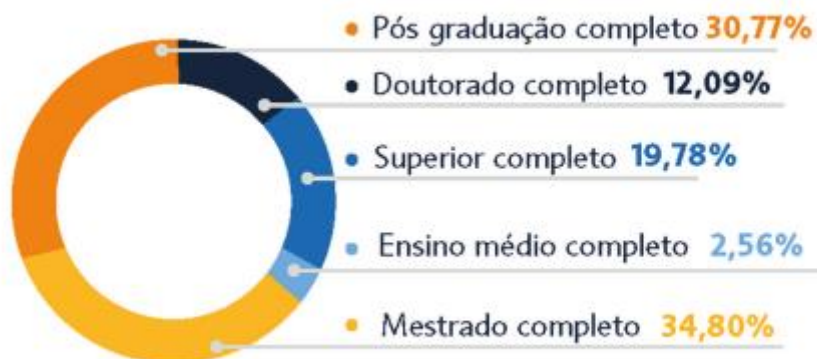 • Pós graduação completo 30,77%
• Doutorado completo 12,09%
• Superior completo 19,78%
• Ensino médio completo 2,56%
• Mestrado completo 34,80%